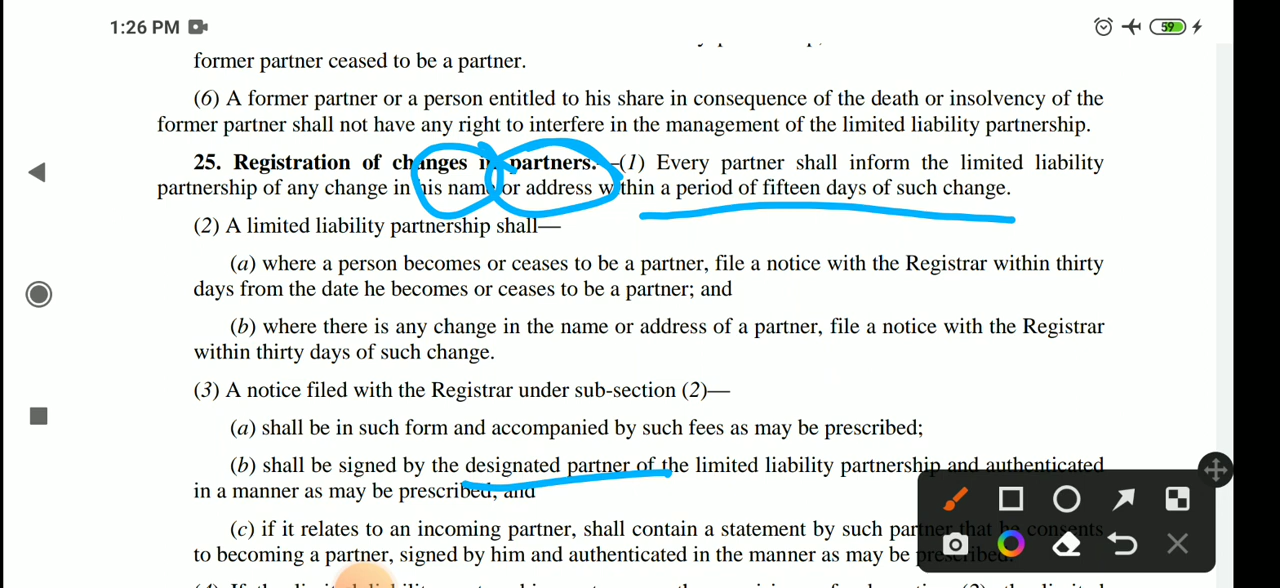 1:26 PM
59
former partner ceased to be a partner.
(6) A former partner or a person entitled to his share in consequence of the death or insolvency of the
former partner shall not have any right to interfere in the management of the limited liability partnership.
25. Registration of changes in partners.—(1) Every partner shall inform the limited liability
partnership of any change in his name or address within a period of fifteen days of such change.
(2) A limited liability partnership shall—
(a) where a person becomes or ceases to be a partner, file a notice with the Registrar within thirty
days from the date he becomes or ceases to be a partner; and
(b) where there is any change in the name or address of a partner, file a notice with the Registrar
within thirty days of such change.
(3) A notice filed with the Registrar under sub-section (2)—
(a) shall be in such form and accompanied by such fees as may be prescribed;
(b) shall be signed by the designated partner of the limited liability partnership and authenticated
in a manner as may be prescribed; and
(c) if it relates to an incoming partner, shall contain a statement by such partner that he consents
to becoming a partner, signed by him and authenticated in the manner as may be prescribed.